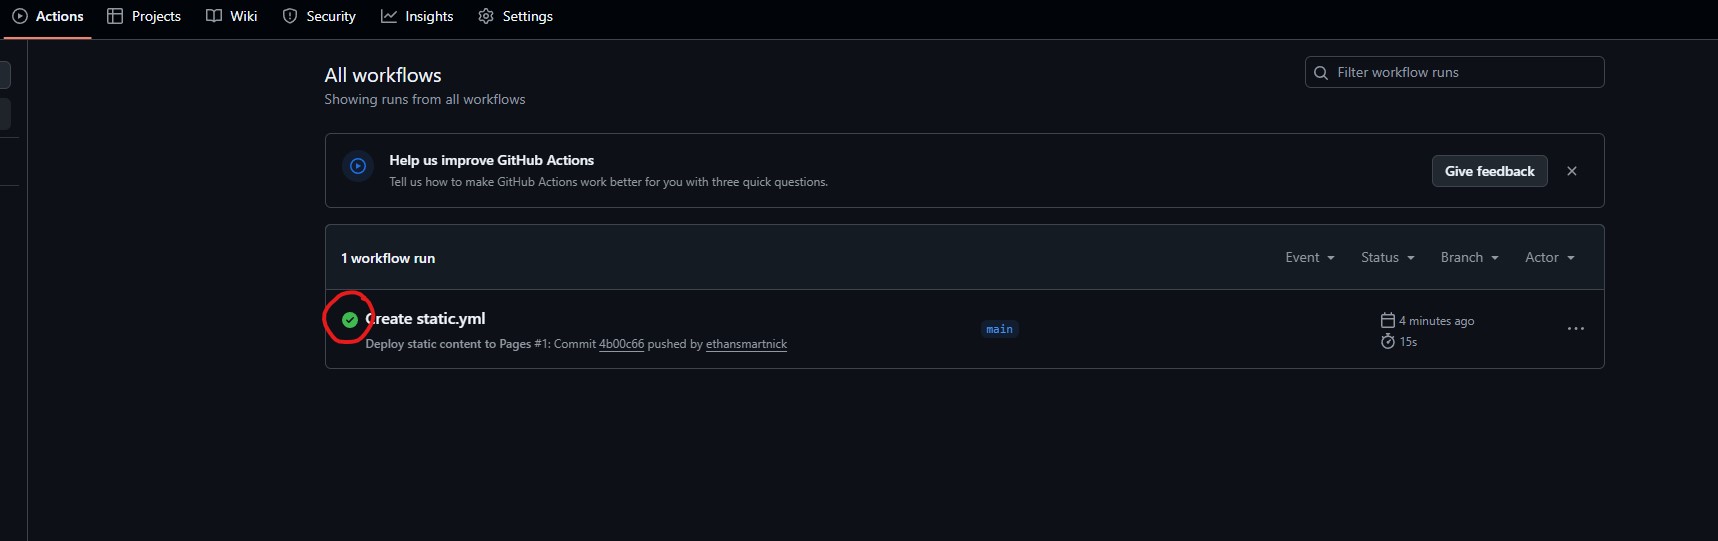 Actions Projects Wiki Security Insights Settings
All workflows
Showing runs from all workflows
Filter workflow runs
Help us improve GitHub Actions
Tell us how to make GitHub Actions work better for you with three quick questions.
Give feedback
1 workflow run
Event Status Branch Actor
Create static.yml
Deploy static content to Pages #1: Commit 4b00c66 pushed by ethansmartnick
main
4 minutes ago
15s